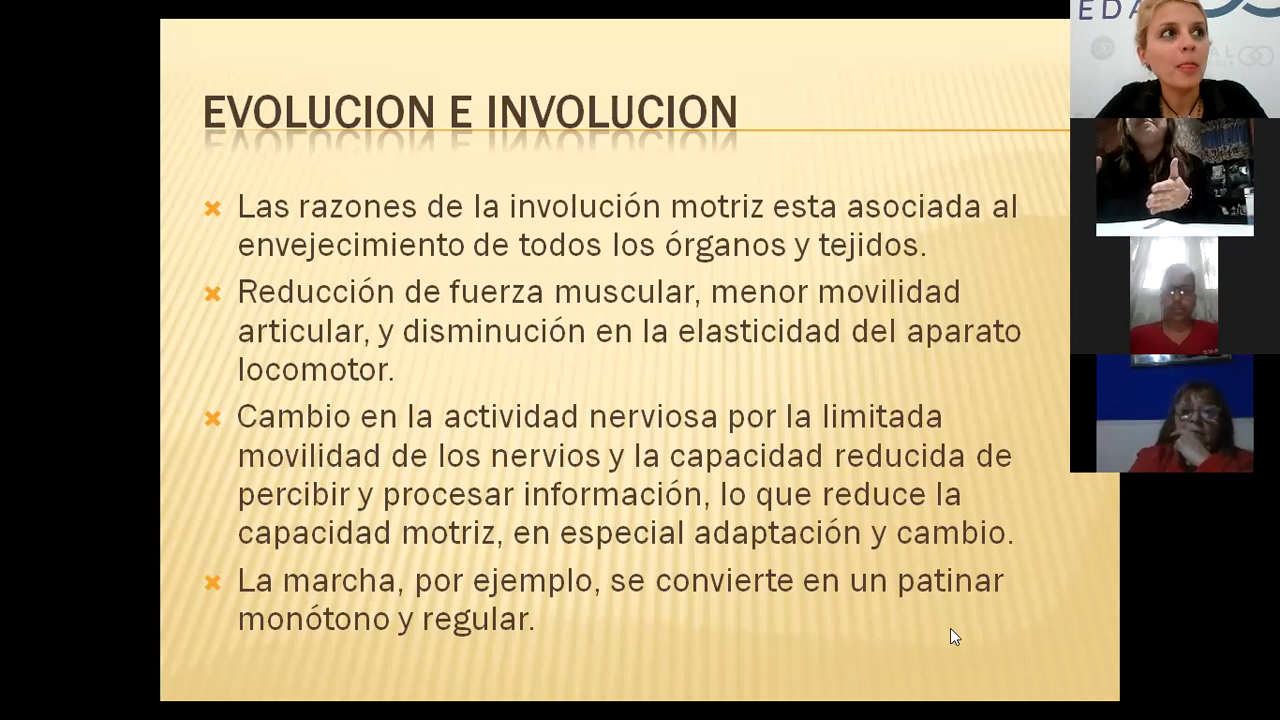 EVOLUCION E INVOLUCION
Las razones de la involución motriz esta asociada al
envejecimiento de todos los órganos y tejidos.
Reducción de fuerza muscular, menor movilidad
articular, y disminución en la elasticidad del aparato
locomotor.
Cambio en la actividad nerviosa por la limitada
movilidad de los nervios y la capacidad reducida de
percibir y procesar información, lo que reduce la
capacidad motriz, en especial adaptación y cambio.
La marcha, por ejemplo, se convierte en un patinar
monótono y regular.